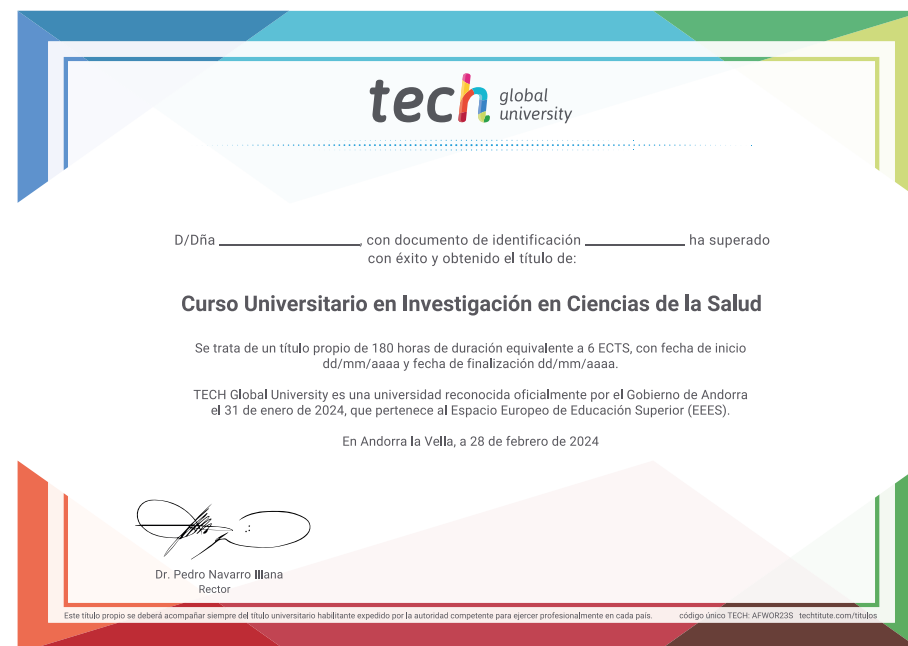 tech global university
D/Dña ______________________, con documento de identificación ______________ ha superado
con éxito y obtenido el título de:
Curso Universitario en Investigación en Ciencias de la Salud
Se trata de un título propio de 180 horas de duración equivalente a 6 ECTS, con fecha de inicio
dd/mm/aaaa y fecha de finalización dd/mm/aaaa.
TECH Global University es una universidad reconocida oficialmente por el Gobierno de Andorra
el 31 de enero de 2024, que pertenece al Espacio Europeo de Educación Superior (EEES).
En Andorra la Vella, a 28 de febrero de 2024
Dr. Pedro Navarro Illana
Rector
Este título propio se deberá acompañar siempre del título universitario habilitante expedido por la autoridad competente para ejercer profesionalmente en cada país. código único TECH: AFWOR23S techtitute.com/titulos